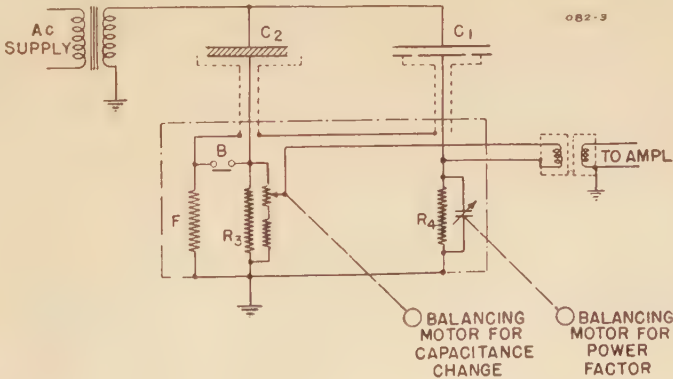 082-3
AC
SUPPLY
C2
C1
B
TO AMPL
F
R3
R4
BALANCING
MOTOR FOR
CAPACITANCE
CHANGE
BALANCING
MOTOR FOR
POWER
FACTOR